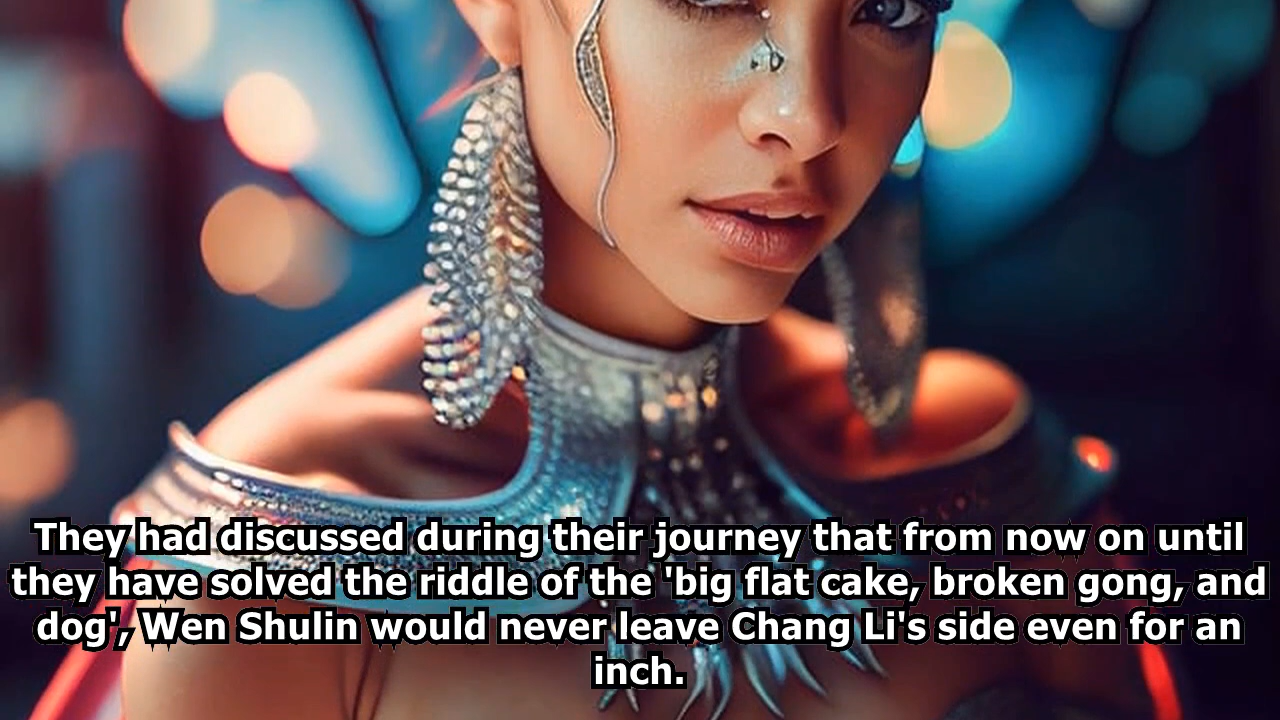 They had discussed during their journey that from now on until
they have solved the riddle of the 'big flat cake, broken gong, and
dog', Wen Shulin would never leave Chang Li's side even for an
inch.